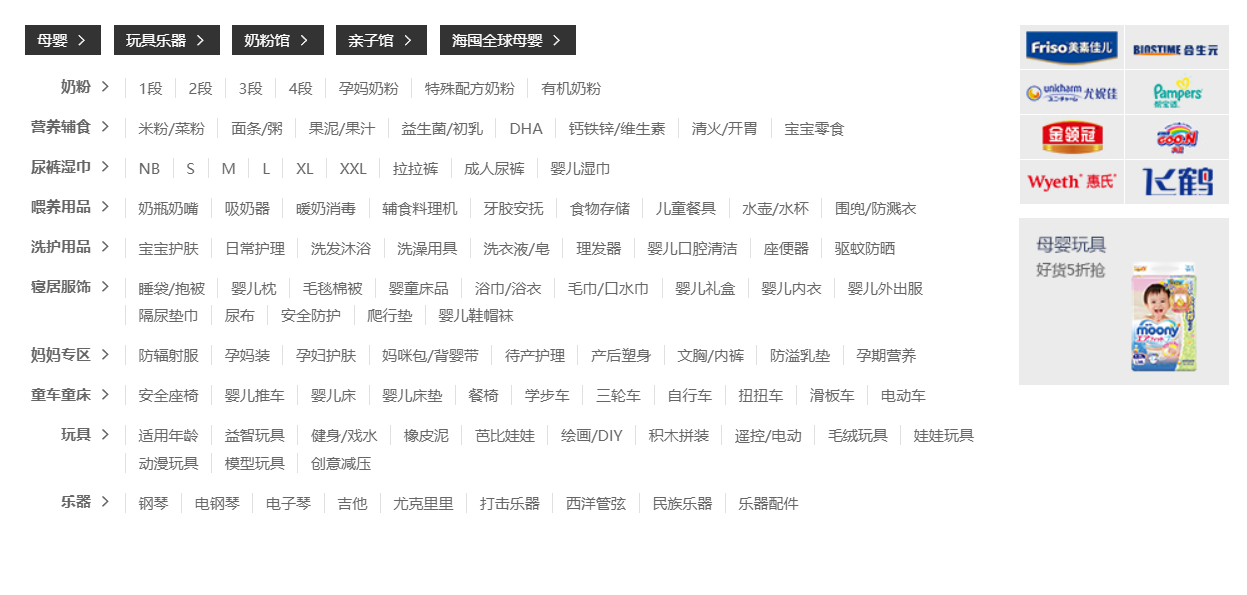 母婴 玩具乐器 奶粉馆 亲子馆 海囤全球母婴
奶粉 1段 2段 3段 4段 孕妈奶粉 特殊配方奶粉 有机奶粉
营养辅食 米粉/菜粉 面条/粥 果泥/果汁 益生菌/初乳 DHA 钙铁锌/维生素 清火/开胃 宝宝零食
尿裤湿巾 NB S M L XL XXL 拉拉裤 成人尿裤 婴儿湿巾
喂养用品 奶瓶奶嘴 吸奶器 暖奶消毒 辅食料理机 牙胶安抚 食物存储 儿童餐具 水壶/水杯 围兜/防溅衣
洗护用品 宝宝护肤 日常护理 洗发沐浴 洗澡用具 洗衣液/皂 理发器 婴儿口腔清洁 座便器 驱蚊防晒
寝居服饰 睡袋/抱被 婴儿枕 毛毯棉被 婴童床品 浴巾/浴衣 毛巾/口水巾 婴儿礼盒 婴儿内衣 婴儿外出服
隔尿垫巾 尿布 安全防护 爬行垫 婴儿鞋帽袜
妈妈专区 防辐射服 孕妈装 孕妇护肤 妈咪包/背婴带 待产护理 产后塑身 文胸/内裤 防溢乳垫 孕期营养
童车童床 安全座椅 婴儿推车 婴儿床 婴儿床垫 餐椅 学步车 三轮车 自行车 扭扭车 滑板车 电动车
玩具 适用年龄 益智玩具 健身/戏水 橡皮泥 芭比娃娃 绘画/DIY 积木拼装 遥控/电动 毛绒玩具 娃娃玩具
动漫玩具 模型玩具 创意减压
乐器 钢琴 电钢琴 电子琴 吉他 尤克里里 打击乐器 西洋管弦 民族乐器 乐器配件
Friso美素佳儿 BIOSTIME 合生元
unicharm 尤妮佳 Pampers
ユニ・チャーム 帮宝适
金领冠 GOO.N
Wyeth 惠氏 飞鹤
母婴玩具
好货5折抢
moony